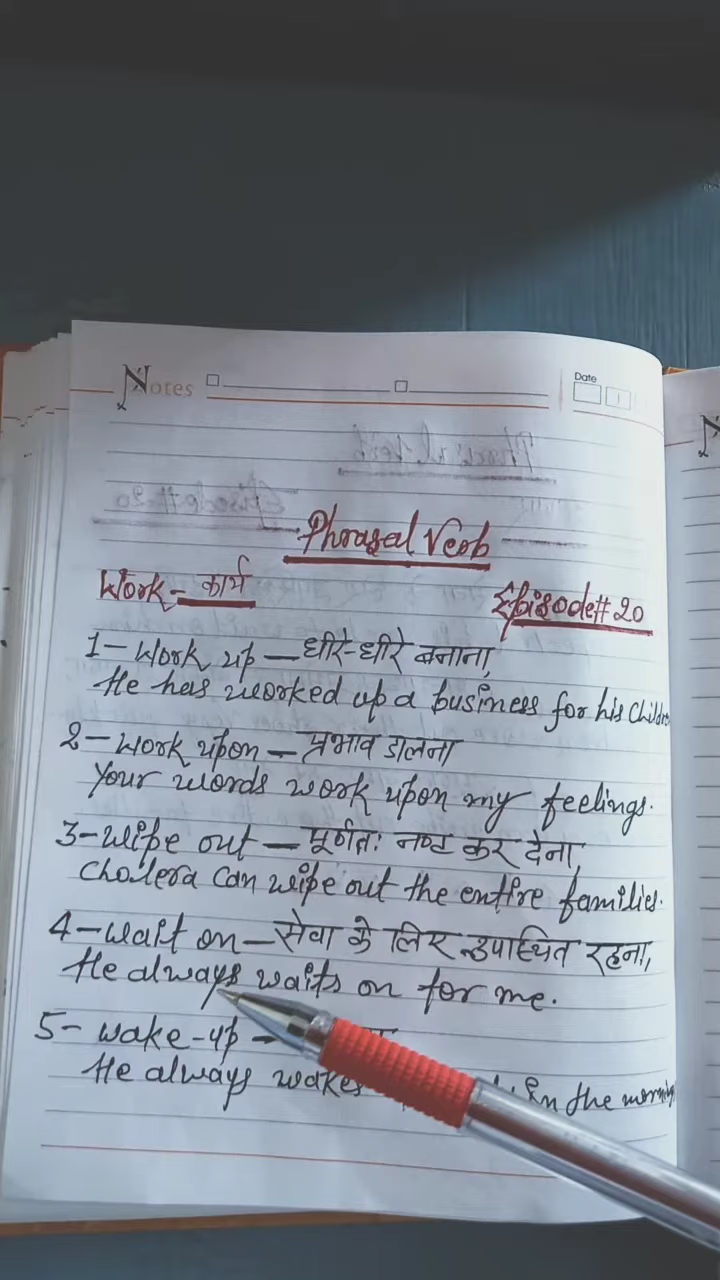 Notes
Date
Phrasal Verb
Work - कार्य
Episode # 20
1- Work up — धीरे-धीरे बनाना,
He has worked up a business for his
2- Work upon — प्रभाव डालना
Your words work upon my feelings.
3- wipe out — पूर्णतः नष्ट कर देना,
Cholera can wipe out the entire families.
4- wait on — सेवा के लिए उपास्थित रहना,
He always waits on for me.
5- wake-up -
He always wakes in the morning